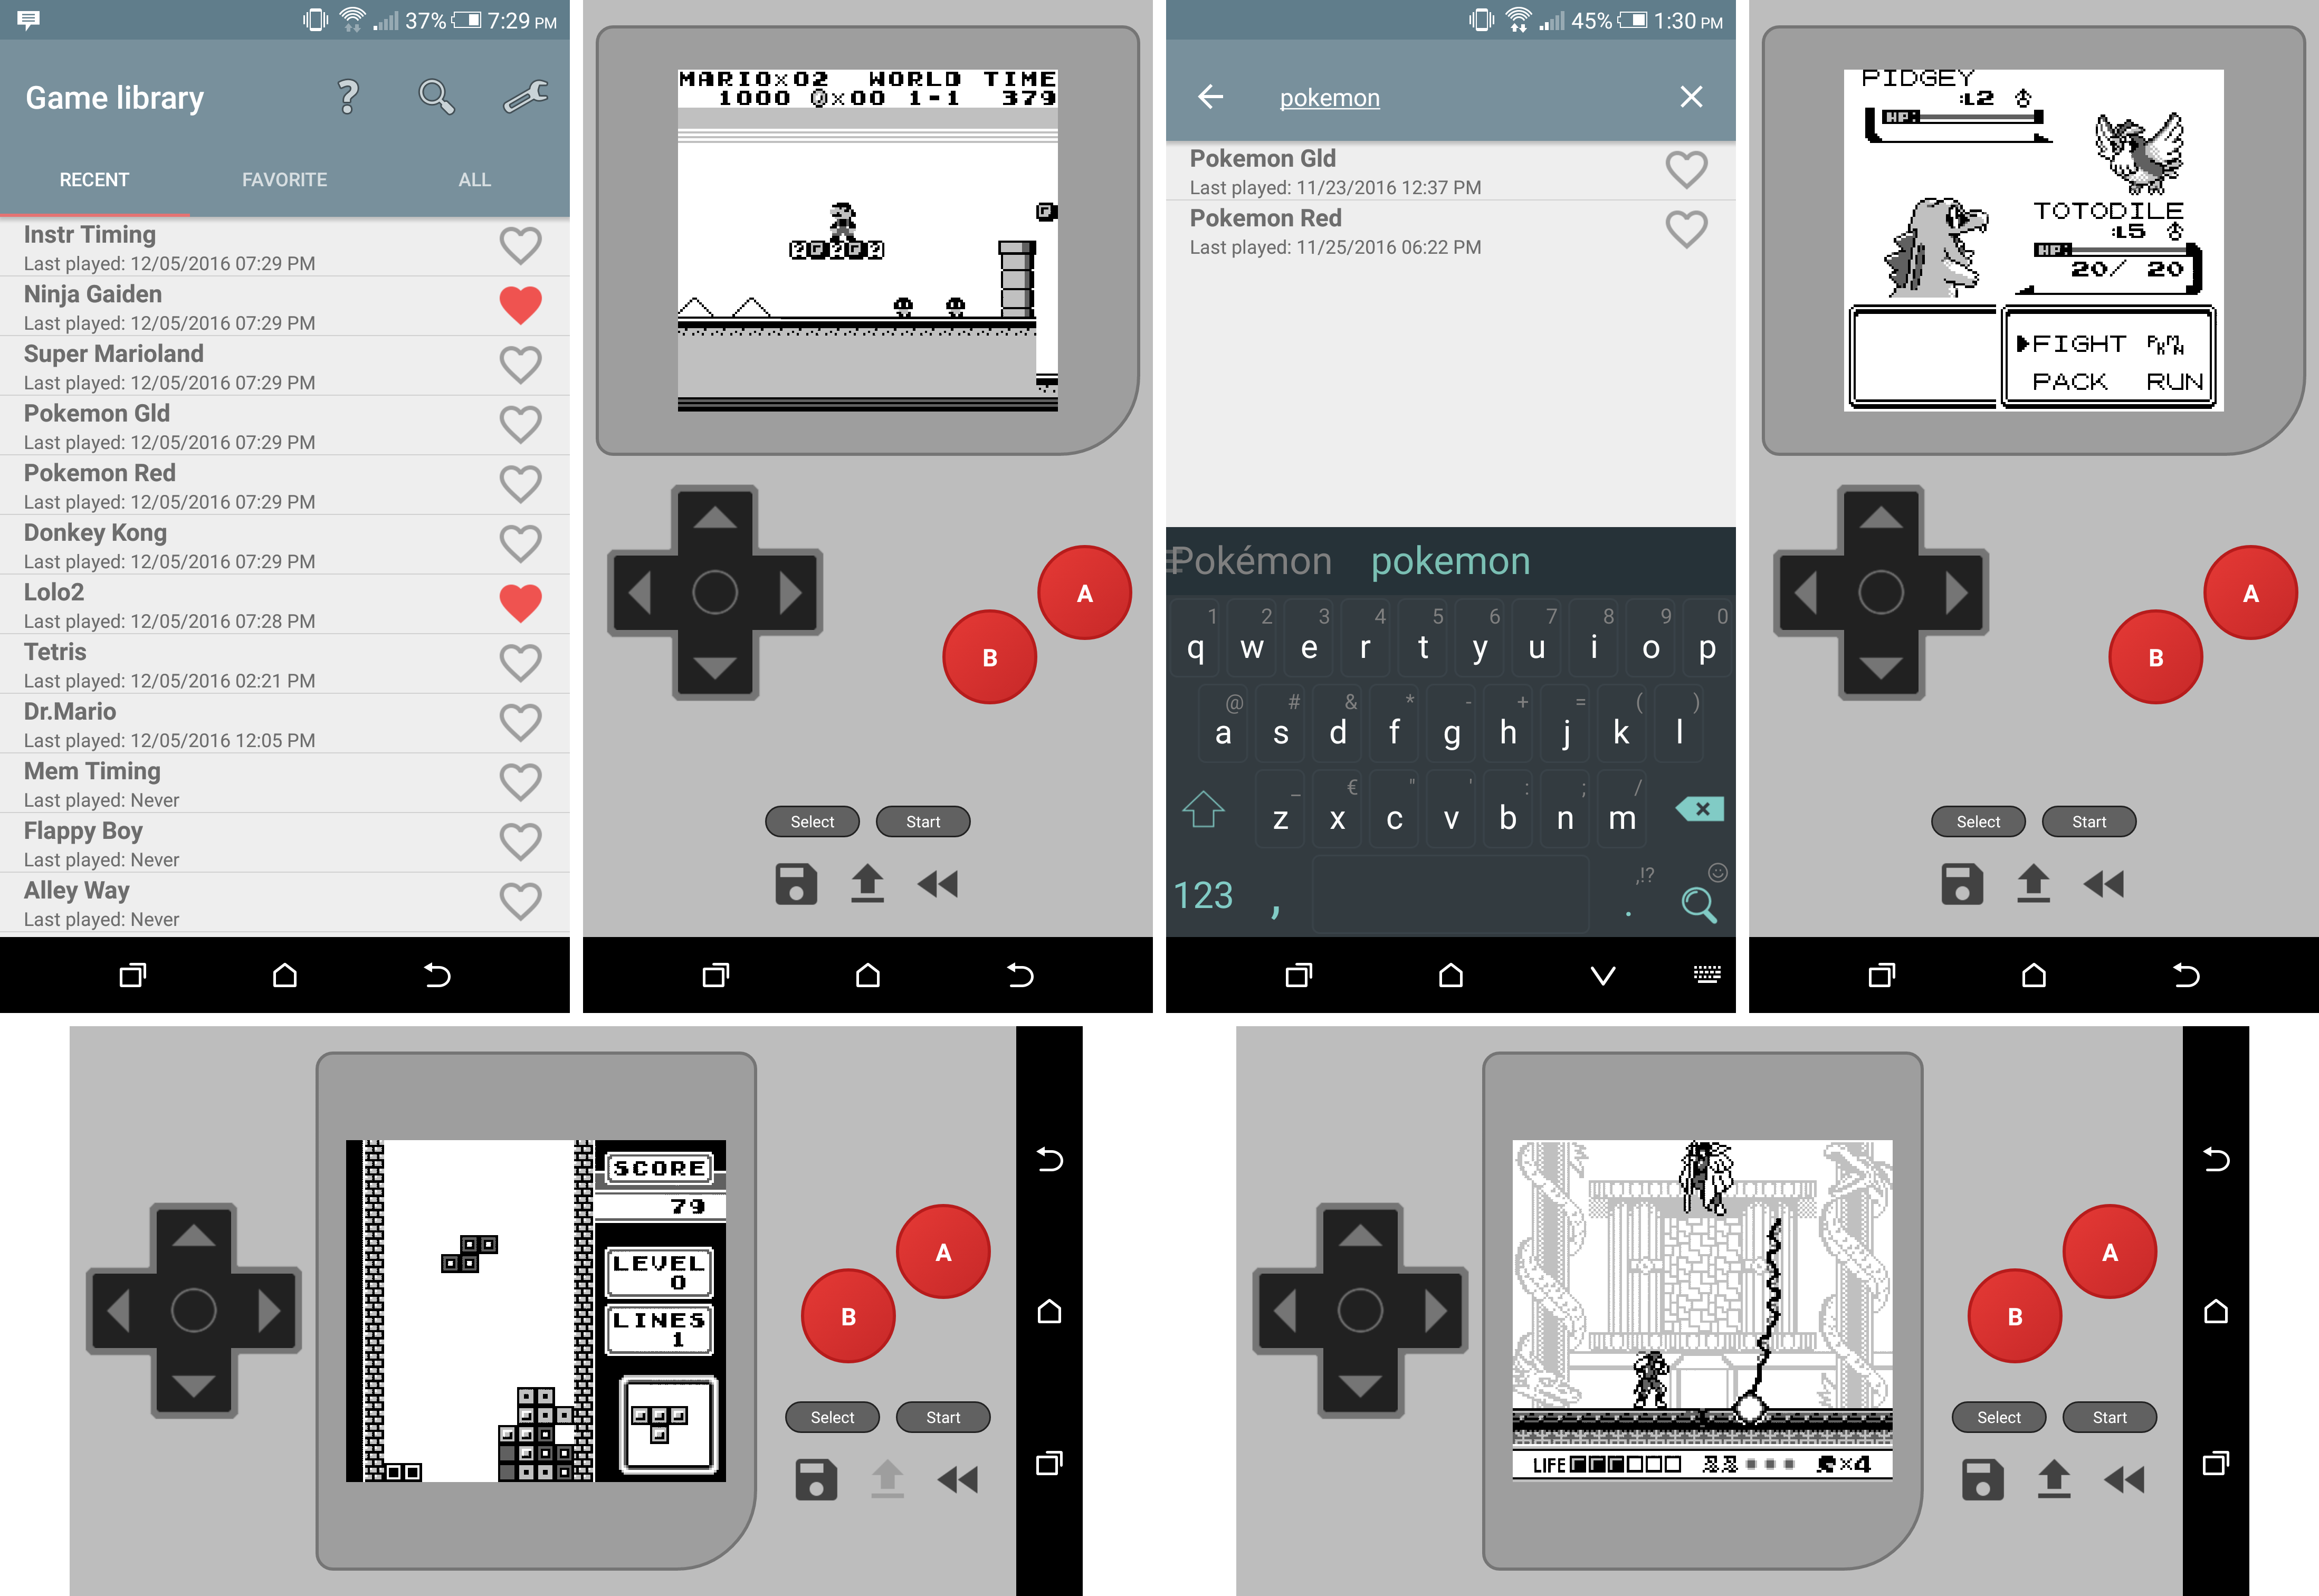 37% 7:29 PM
Game library
RECENT FAVORITE ALL
Instr Timing
Last played: 12/05/2016 07:29 PM
Ninja Gaiden
Last played: 12/05/2016 07:29 PM
Super Marioland
Last played: 12/05/2016 07:29 PM
Pokemon Gld
Last played: 12/05/2016 07:29 PM
Pokemon Red
Last played: 12/05/2016 07:29 PM
Donkey Kong
Last played: 12/05/2016 07:29 PM
Lolo2
Last played: 12/05/2016 07:28 PM
Tetris
Last played: 12/05/2016 02:21 PM
Dr.Mario
Last played: 12/05/2016 12:05 PM
Mem Timing
Last played: Never
Flappy Boy
Last played: Never
Alley Way
Last played: Never
MARIO×02 WORLD TIME
1000 ×00 1-1 379
A
B
Select Start
45% 1:30 PM
pokemon
Pokemon Gld
Last played: 11/23/2016 12:37 PM
Pokemon Red
Last played: 11/25/2016 06:22 PM
Pokémon pokemon
1 2 3 4 5 6 7 8 9 0
q w e r t y u i o p
@ # & * - + = ( )
a s d f g h j k l
_ € " ' : ; /
z x c v b n m
123 , . ,!?
PIDGEY
:L2 ♂
HP:
TOTODILE
:L5 ♂
HP:
20/ 20
FIGHT PKMN
PACK RUN
A
B
Select Start
SCORE
79
LEVEL
0
LINES
1
A
B
Select Start
LIFE ×4
A
B
Select Start